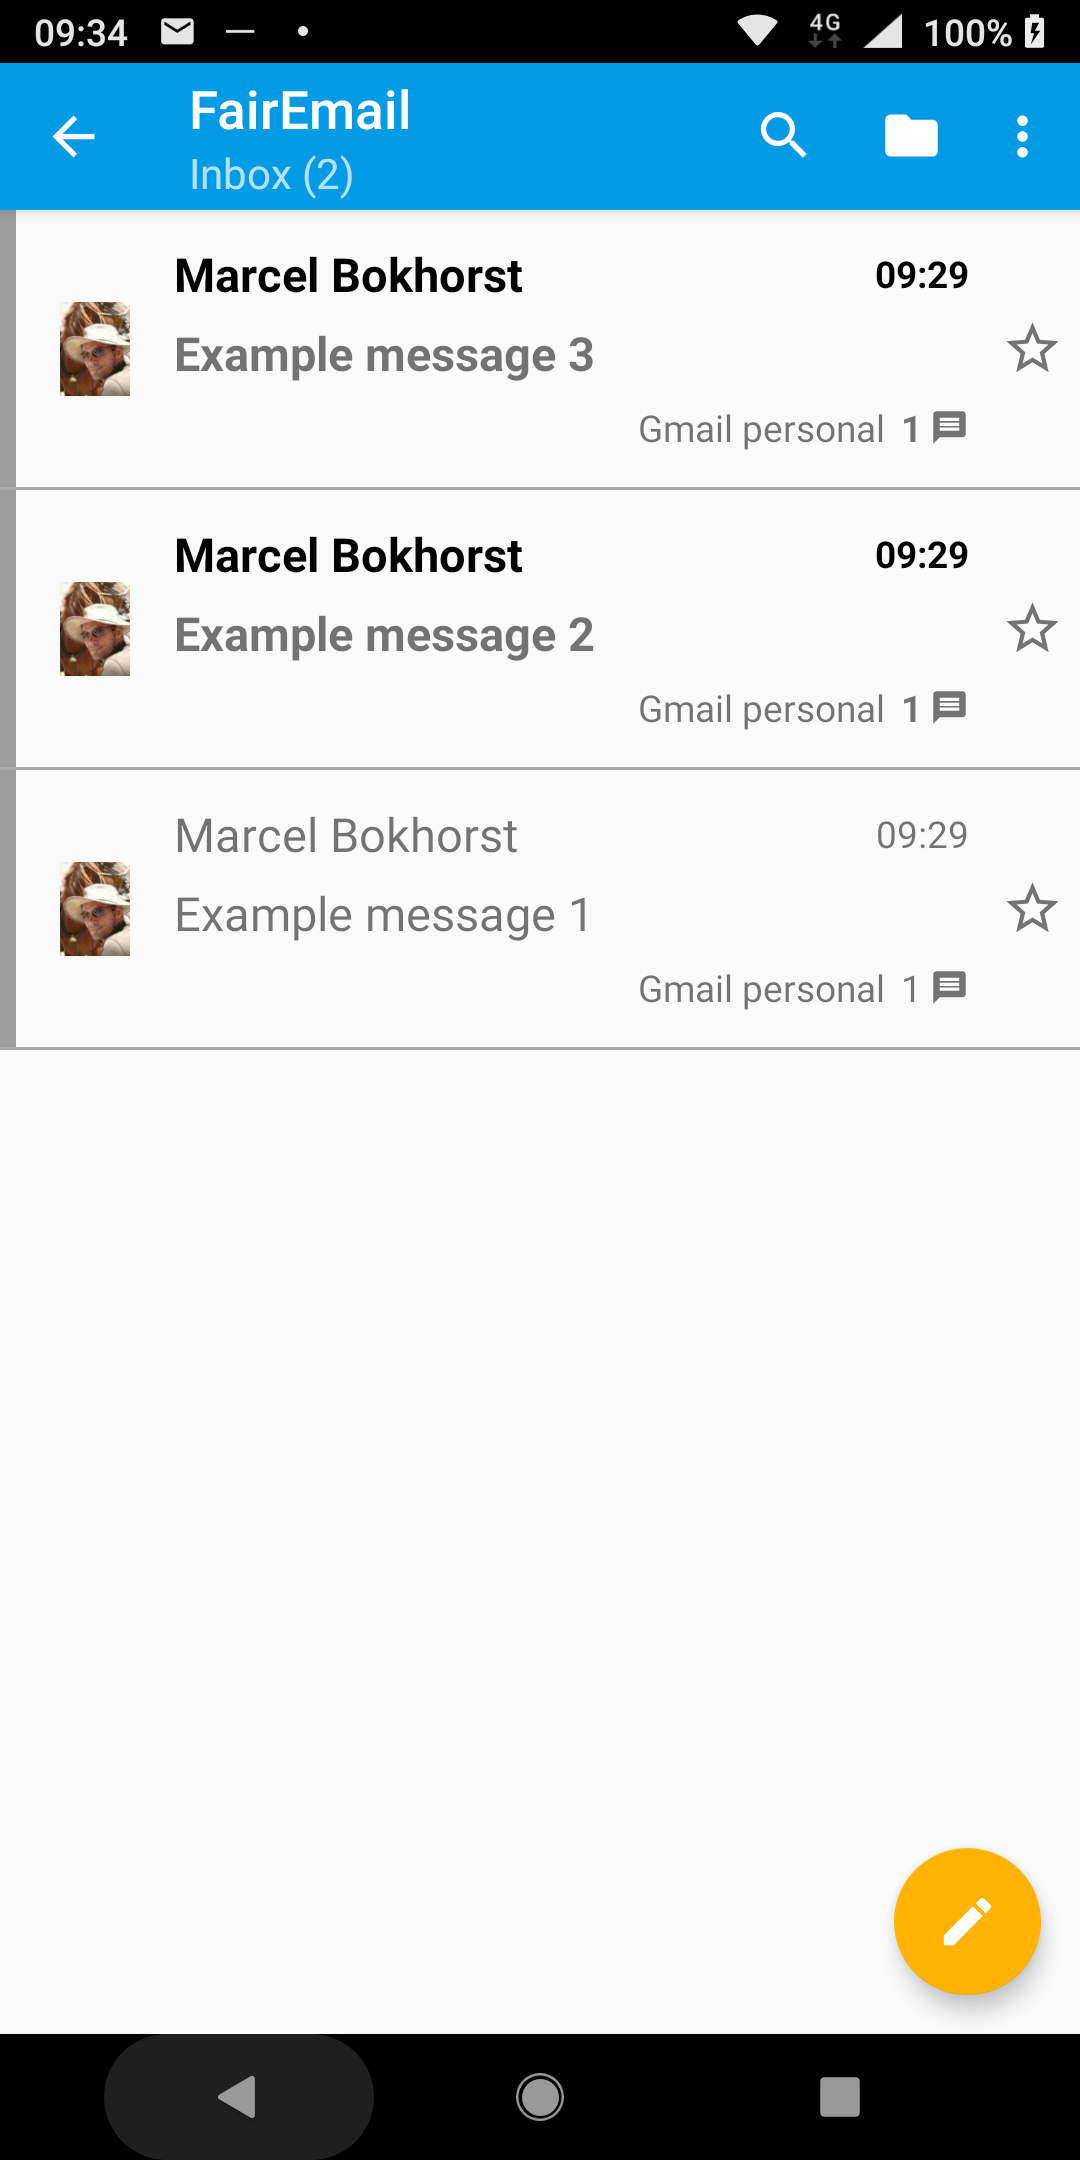 09:34 4G 100%
FairEmail
Inbox (2)
Marcel Bokhorst 09:29
Example message 3
Gmail personal 1
Marcel Bokhorst 09:29
Example message 2
Gmail personal 1
Marcel Bokhorst 09:29
Example message 1
Gmail personal 1